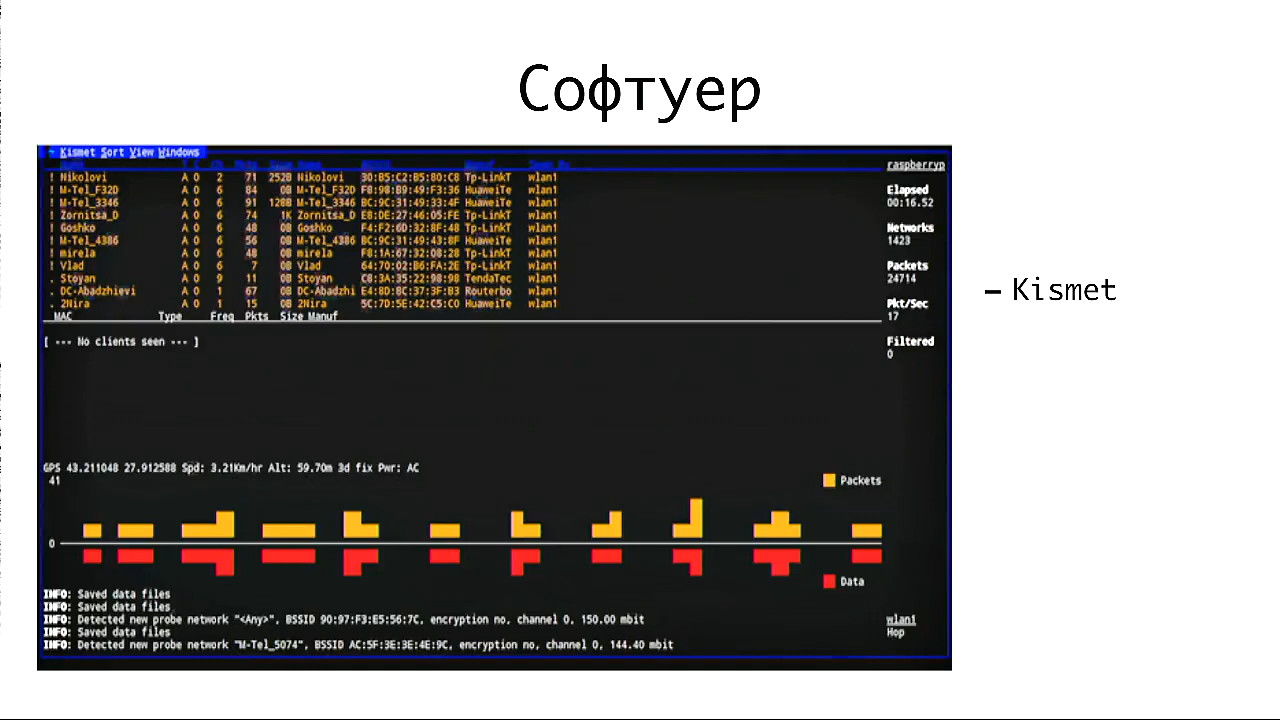 Софтуер
~ Kismet Sort View Windows
raspberryp
! Nikolovi A O 2 71 252B Nikolovi 30:B5:C2:B5:80:C8 Tp-LinkT wlan1
! M-Tel_F32D A O 6 84 0B M-Tel_F32D F8:98:B9:49:F3:36 HuaweiTe wlan1
! M-Tel_3346 A O 6 91 128B M-Tel_3346 BC:9C:31:49:33:4F HuaweiTe wlan1
! Zornitsa_D A O 6 74 1K Zornitsa_D E8:DE:27:46:05:FE Tp-LinkT wlan1
! Goshko A O 6 48 0B Goshko F4:F2:6D:32:8F:48 Tp-LinkT wlan1
! M-Tel_4386 A O 6 56 0B M-Tel_4386 BC:9C:31:49:43:8F HuaweiTe wlan1
! mirela A O 6 48 0B mirela F8:1A:67:32:08:28 Tp-LinkT wlan1
! Vlad A O 6 7 0B Vlad 64:70:02:B6:FA:2E Tp-LinkT wlan1
. Stoyan A O 9 11 0B Stoyan C8:3A:35:22:98:98 TendaTec wlan1
. DC-Abadzhievi A O 1 67 0B DC-Abadzhi E4:8D:8C:37:3F:B3 Routerbo wlan1
. 2Nira A O 1 15 0B 2Nira 5C:7D:5E:42:C5:C0 HuaweiTe wlan1
MAC Type Freq Pkts Size Manuf
[ --- No clients seen --- ]
Elapsed
00:16.52
Networks
1423
Packets
24714
Pkt/Sec
17
Filtered
0
– Kismet
GPS 43.211048 27.912588 Spd: 3.21Km/hr Alt: 59.70m 3d fix Pwr: AC
41
Packets
0
Data
INFO: Saved data files
INFO: Saved data files
INFO: Detected new probe network "<Any>", BSSID 90:97:F3:E5:56:7C, encryption no, channel 0, 150.00 mbit
INFO: Saved data files
INFO: Detected new probe network "M-Tel_5074", BSSID AC:5F:3E:3E:4E:9C, encryption no, channel 0, 144.40 mbit
wlan1
Hop